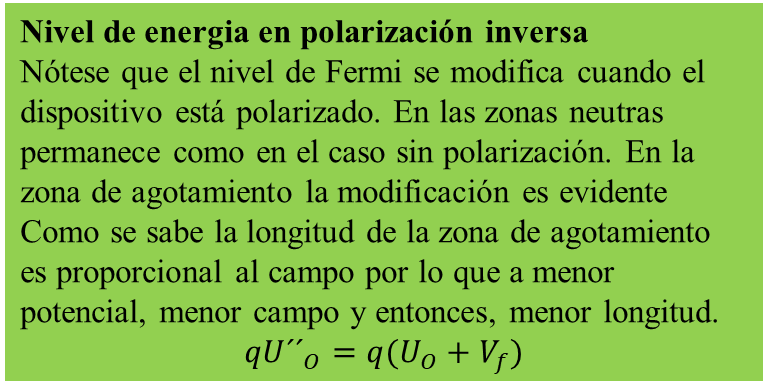 Nivel de energia en polarización inversa
Nótese que el nivel de Fermi se modifica cuando el
dispositivo está polarizado. En las zonas neutras
permanece como en el caso sin polarización. En la
zona de agotamiento la modificación es evidente
Como se sabe la longitud de la zona de agotamiento
es proporcional al campo por lo que a menor
potencial, menor campo y entonces, menor longitud.
qU´´₀ = q(U₀ + V_f)